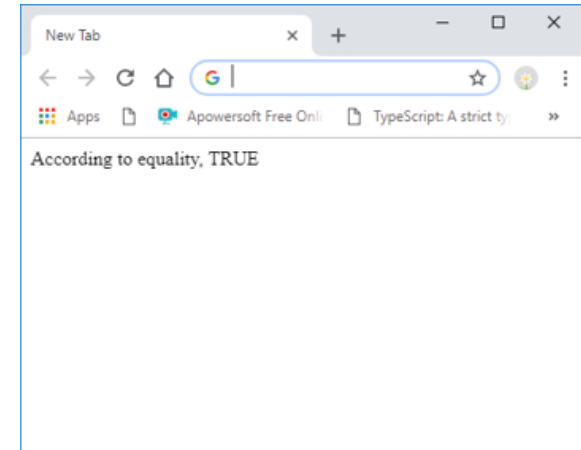 New Tab
G
Apps Apowersoft Free Onli TypeScript: A strict ty
According to equality, TRUE